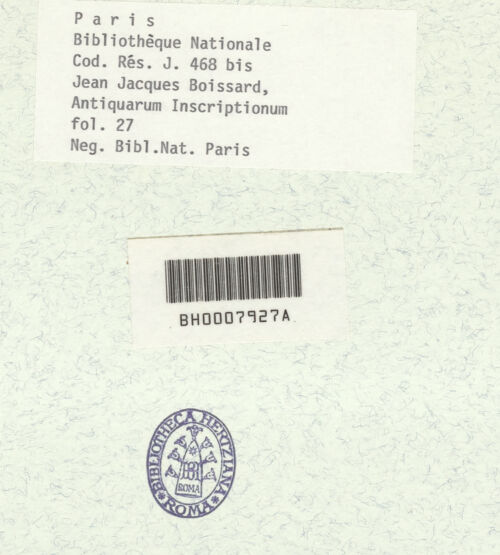 P a r i s
Bibliothèque Nationale
Cod. Rés. J. 468 bis
Jean Jacques Boissard,
Antiquarum Inscriptionum
fol. 27
Neg. Bibl.Nat. Paris
BH0007927A
BIBLIOTHECA HERTZIANA
BH
ROMA
ROMA